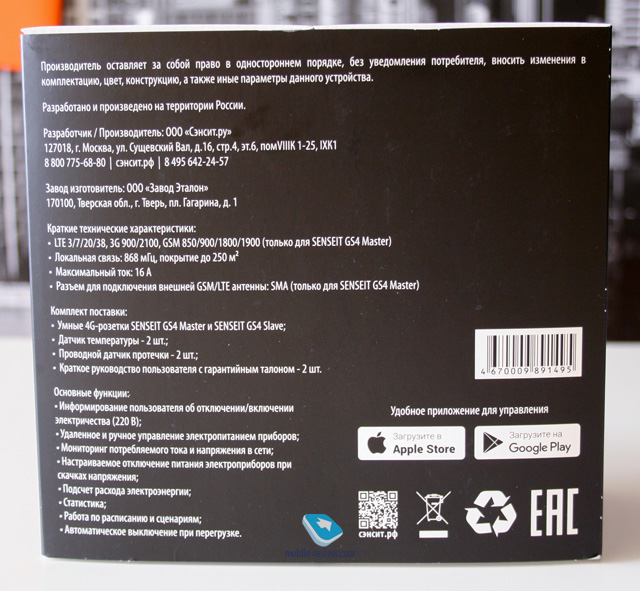 Производитель оставляет за собой право в одностороннем порядке, без уведомления потребителя, вносить изменения в
комплектацию, цвет, конструкцию, а также иные параметры данного устройства.
Разработано и произведено на территории России.
Разработчик / Производитель: ООО «Сэнсит.ру»
127018, г. Москва, ул. Сущевский Вал, д.16, стр.4, эт.6, помVIIIК 1-25, IXК1
8 800 775-68-80 | сэнсит.рф | 8 495 642-24-57
Завод изготовитель: ООО «Завод Эталон»
170100, Тверская обл., г. Тверь, пл. Гагарина, д. 1
Краткие технические характеристики:
• LTE 3/7/20/38, 3G 900/2100, GSM 850/900/1800/1900 (только для SENSEIT GS4 Master)
• Локальная связь: 868 мГц, покрытие до 250 м²
• Максимальный ток: 16 А
• Разъем для подключения внешней GSM/LTE антенны: SMA (только для SENSEIT GS4 Master)
Комплект поставки:
• Умные 4G-розетки SENSEIT GS4 Master и SENSEIT GS4 Slave;
• Датчик температуры - 2 шт.;
• Проводной датчик протечки - 2 шт.;
• Краткое руководство пользователя с гарантийным талоном - 2 шт.
4 670009 891495
Основные функции:
• Информирование пользователя об отключении/включении
электричества (220 В);
• Удаленное и ручное управление электропитанием приборов;
• Мониторинг потребляемого тока и напряжения в сети;
• Настраиваемое отключение питания электроприборов при
скачках напряжения;
• Подсчет расхода электроэнергии;
• Статистика;
• Работа по расписанию и сценариям;
• Автоматическое выключение при перегрузке.
Удобное приложение для управления
Загрузите в
Apple Store
Загрузите на
Google Play
сэнсит.рф
EAC